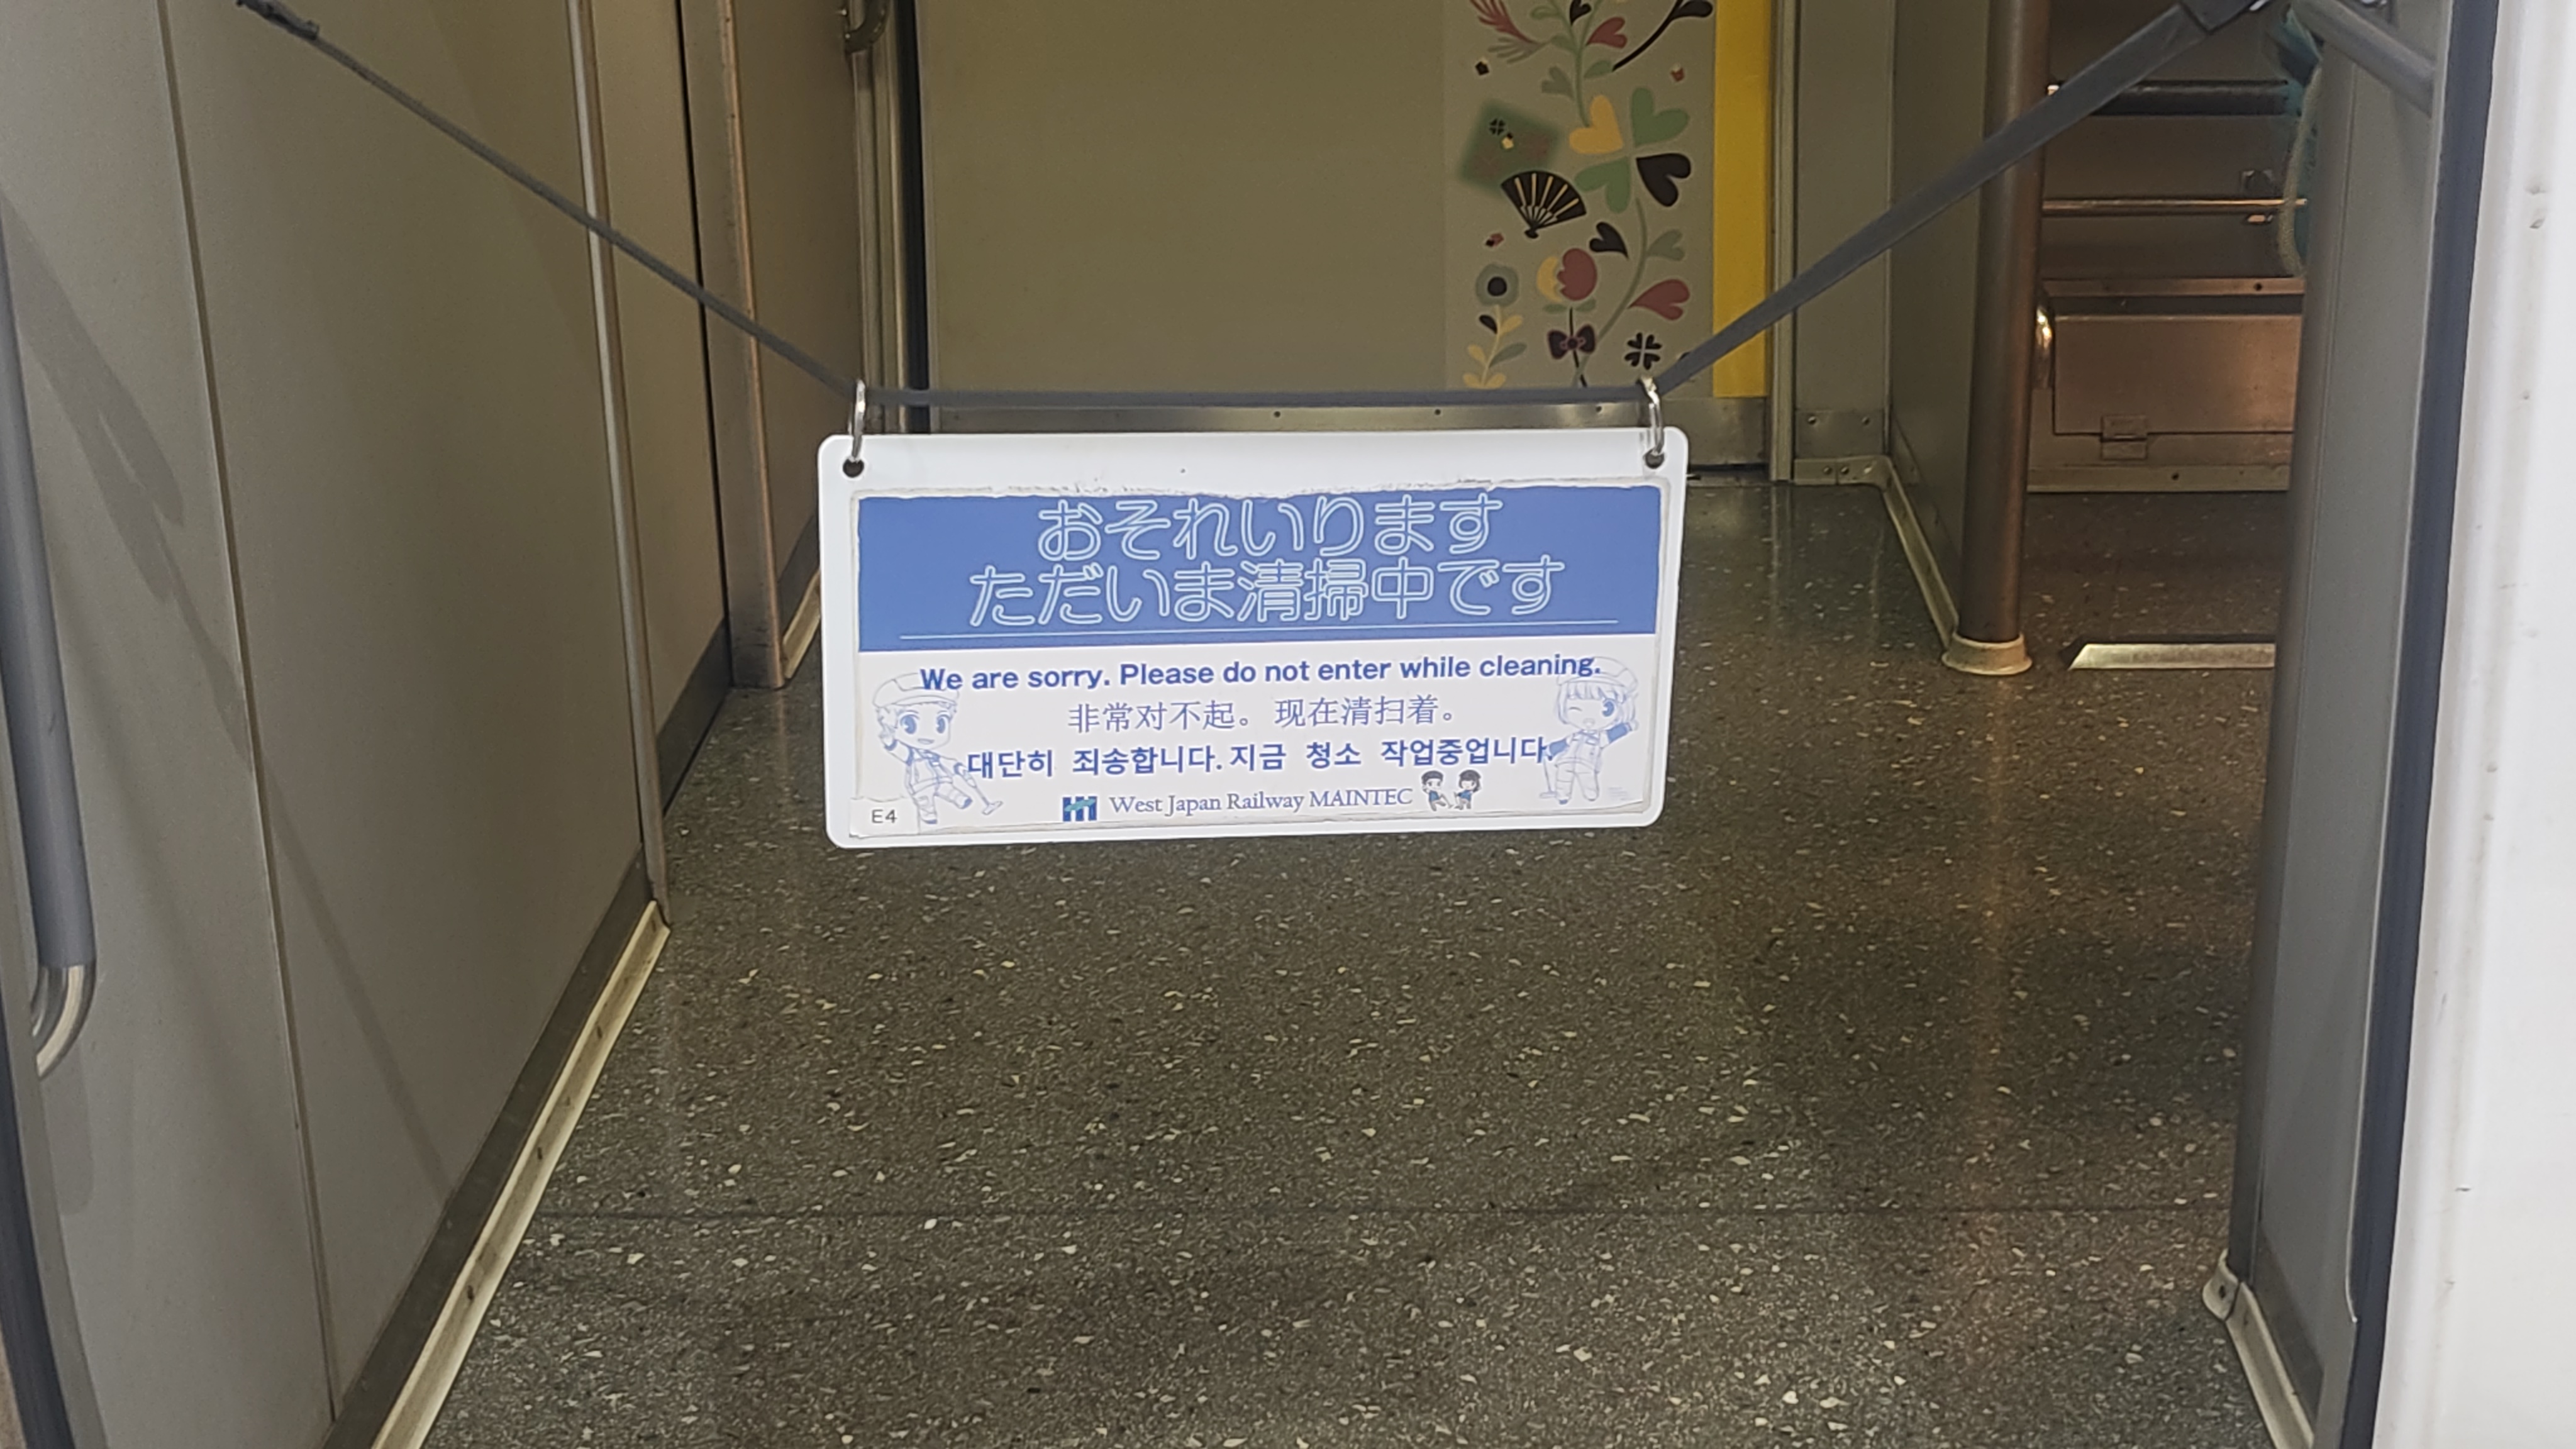 おそれいります
ただいま清掃中です
We are sorry. Please do not enter while cleaning.
非常对不起。现在清扫着。
대단히 죄송합니다. 지금 청소 작업중업니다.
West Japan Railway MAINTEC
E4